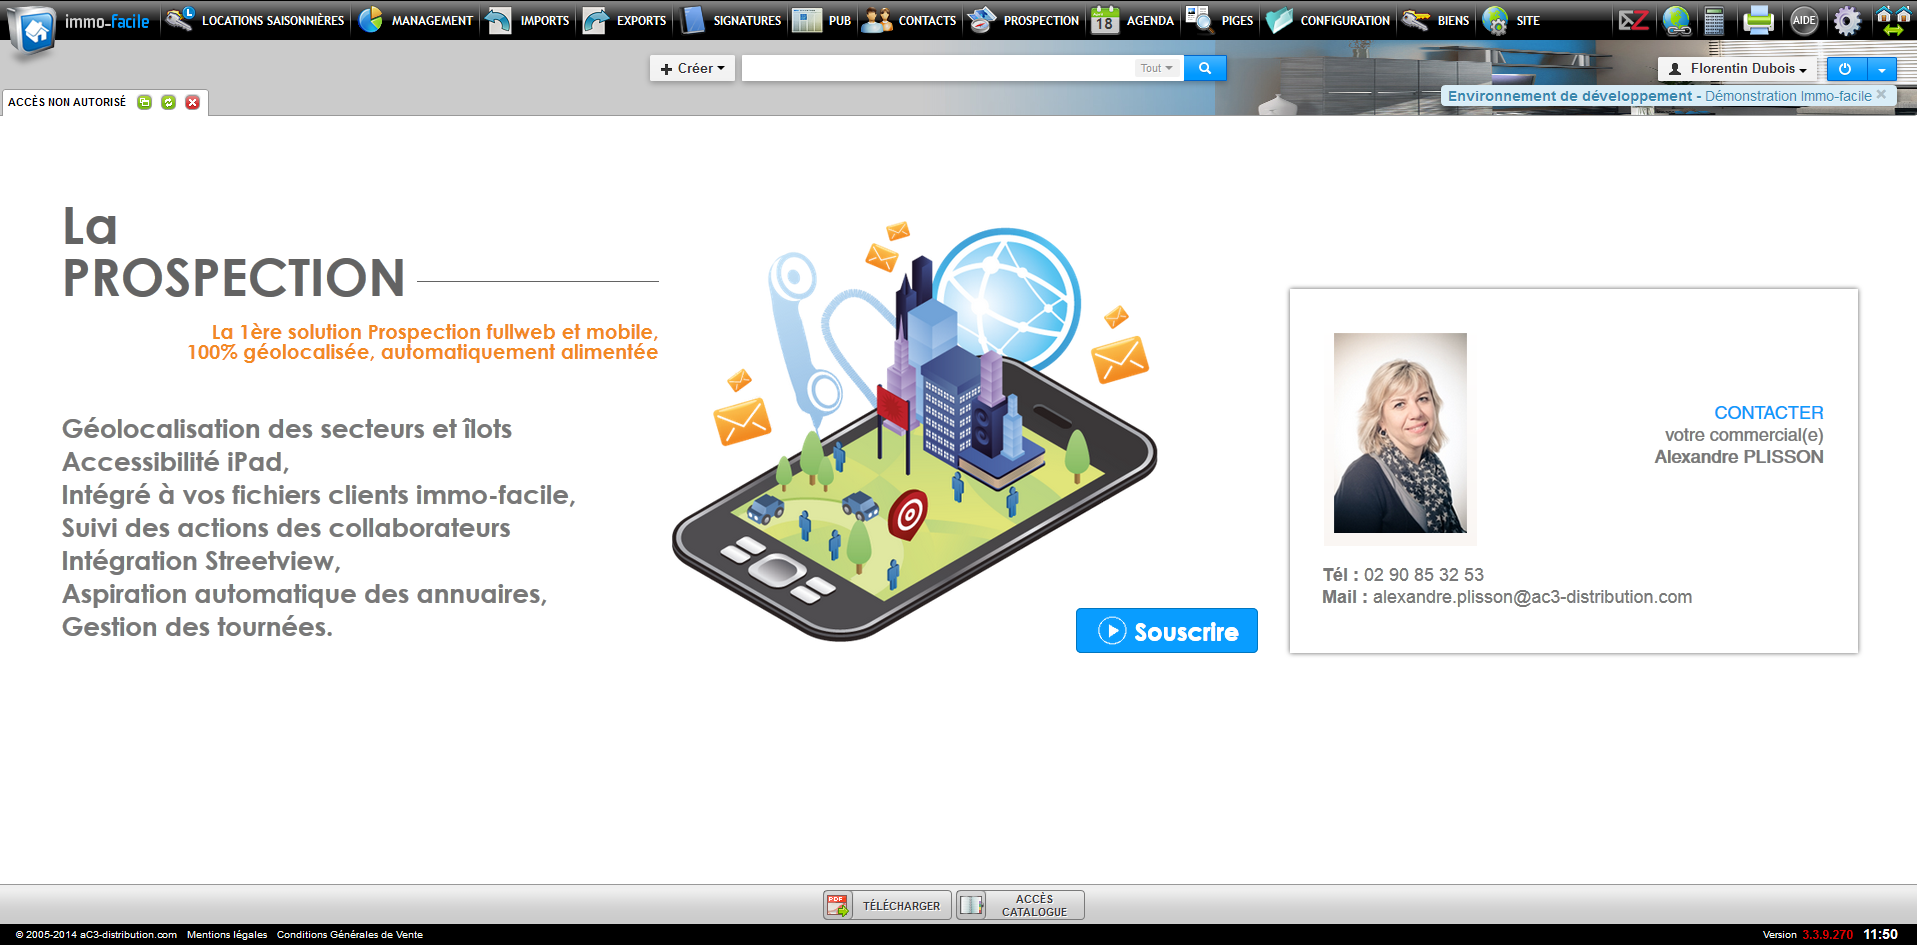 immo-facile
LOCATIONS SAISONNIÈRES
MANAGEMENT
IMPORTS
EXPORTS
SIGNATURES
PUB
CONTACTS
PROSPECTION
18
AGENDA
PIGES
CONFIGURATION
BIENS
SITE
AIDE
Créer
Tout
Florentin Dubois
Environnement de développement - Démonstration Immo-facile
ACCÈS NON AUTORISÉ
La
PROSPECTION
La 1ère solution Prospection fullweb et mobile,
100% géolocalisée, automatiquement alimentée
Géolocalisation des secteurs et îlots
Accessibilité iPad,
Intégré à vos fichiers clients immo-facile,
Suivi des actions des collaborateurs
Intégration Streetview,
Aspiration automatique des annuaires,
Gestion des tournées.
Souscrire
CONTACTER
votre commercial(e)
Alexandre PLISSON
Tél : 02 90 85 32 53
Mail : alexandre.plisson@ac3-distribution.com
PDF
TÉLÉCHARGER
ACCÈS
CATALOGUE
© 2005-2014 aC3-distribution.com Mentions légales Conditions Générales de Vente
Version 3.3.9.270 11:50